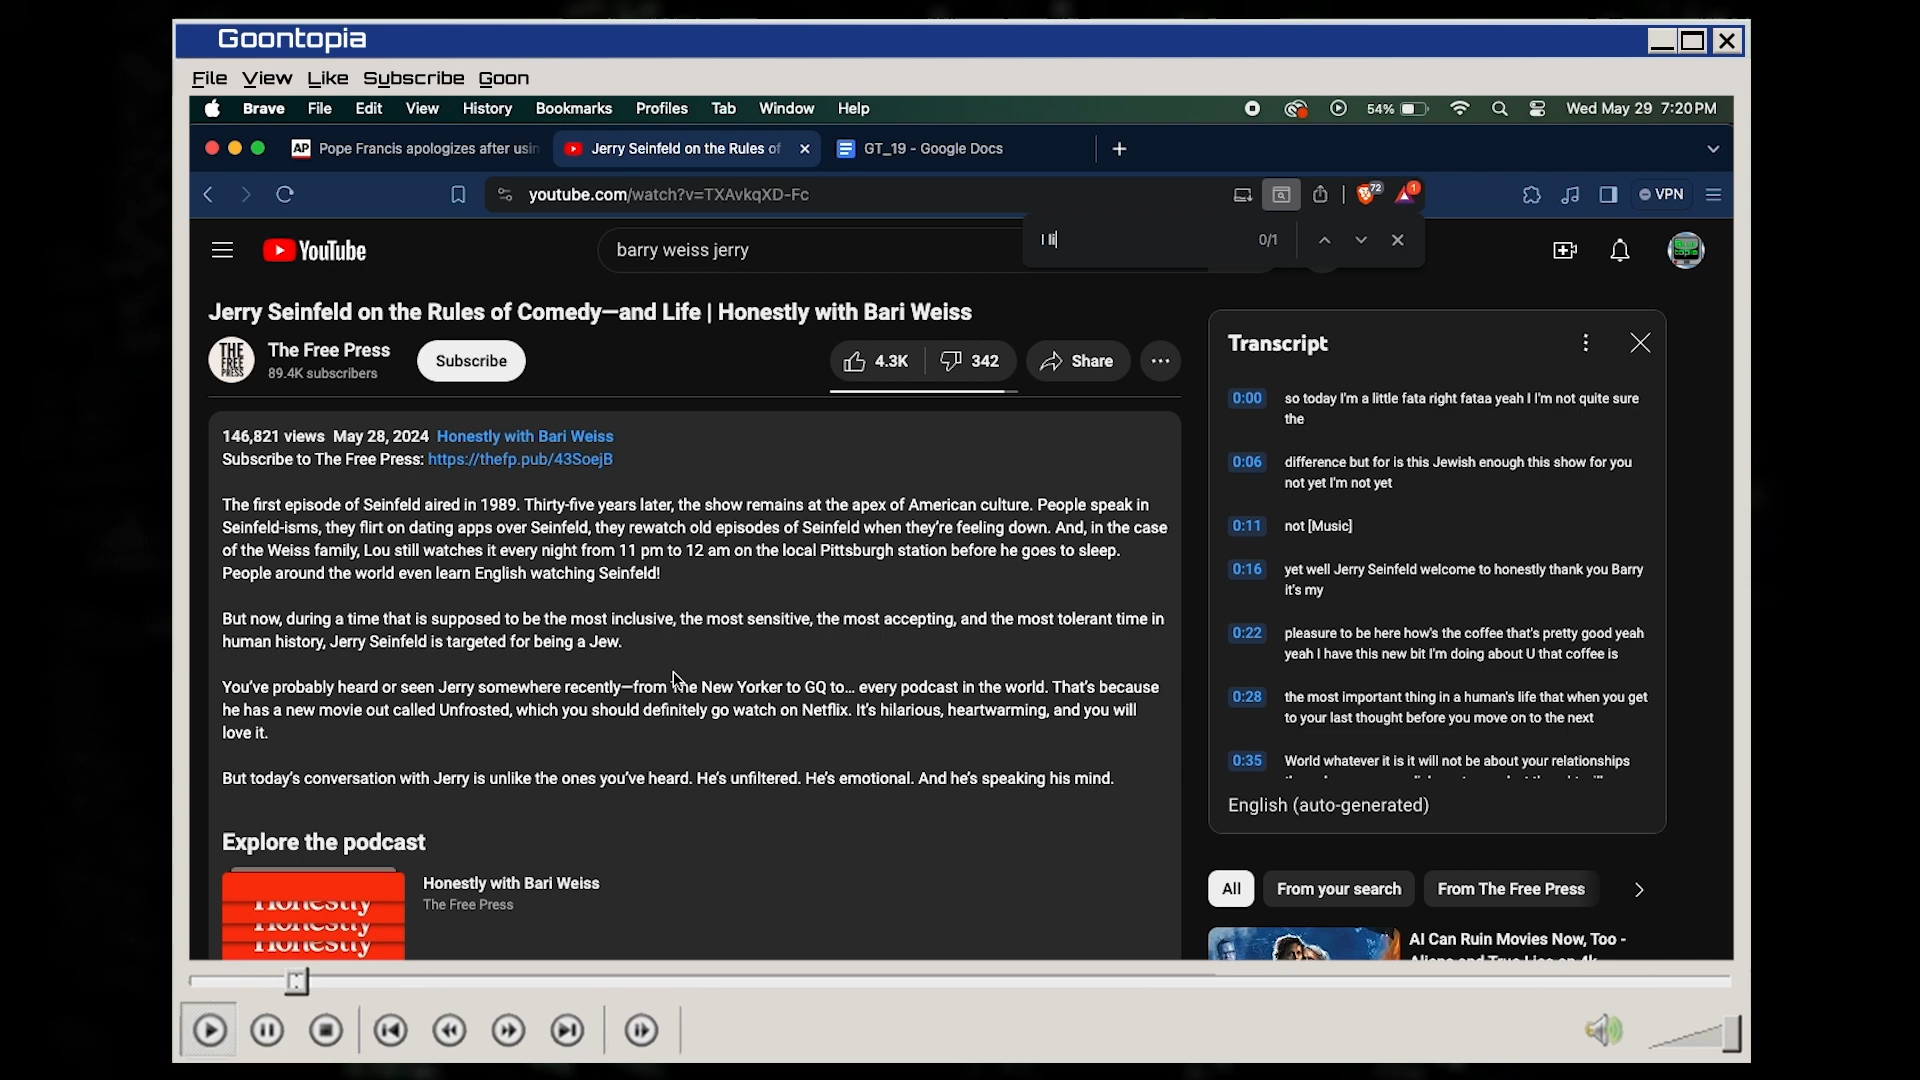 Goontopia
File View Like Subscribe Goon
Brave File Edit View History Bookmarks Profiles Tab Window Help
54% Wed May 29 7:20 PM
AP Pope Francis apologizes after usin
Jerry Seinfeld on the Rules of
GT_19 - Google Docs
youtube.com/watch?v=TXAvkqXD-Fc
72
1
VPN
YouTube
barry weiss jerry
I li
0/1
Jerry Seinfeld on the Rules of Comedy—and Life | Honestly with Bari Weiss
THE FREE PRESS
The Free Press
89.4K subscribers
Subscribe
4.3K
342
Share
146,821 views May 28, 2024 Honestly with Bari Weiss
Subscribe to The Free Press: https://thefp.pub/43SoejB
The first episode of Seinfeld aired in 1989. Thirty-five years later, the show remains at the apex of American culture. People speak in
Seinfeld-isms, they flirt on dating apps over Seinfeld, they rewatch old episodes of Seinfeld when they're feeling down. And, in the case
of the Weiss family, Lou still watches it every night from 11 pm to 12 am on the local Pittsburgh station before he goes to sleep.
People around the world even learn English watching Seinfeld!
But now, during a time that is supposed to be the most inclusive, the most sensitive, the most accepting, and the most tolerant time in
human history, Jerry Seinfeld is targeted for being a Jew.
You've probably heard or seen Jerry somewhere recently—from the New Yorker to GQ to... every podcast in the world. That's because
he has a new movie out called Unfrosted, which you should definitely go watch on Netflix. It's hilarious, heartwarming, and you will
love it.
But today's conversation with Jerry is unlike the ones you've heard. He's unfiltered. He's emotional. And he's speaking his mind.
Explore the podcast
Honestly
Honestly
Honestly
Honestly with Bari Weiss
The Free Press
Transcript
0:00 so today I'm a little fata right fataa yeah I I'm not quite sure
the
0:06 difference but for is this Jewish enough this show for you
not yet I'm not yet
0:11 not [Music]
0:16 yet well Jerry Seinfeld welcome to honestly thank you Barry
it's my
0:22 pleasure to be here how's the coffee that's pretty good yeah
yeah I have this new bit I'm doing about U that coffee is
0:28 the most important thing in a human's life that when you get
to your last thought before you move on to the next
0:35 World whatever it is it will not be about your relationships
English (auto-generated)
All
From your search
From The Free Press
AI Can Ruin Movies Now, Too -
Aliens and True Lies on 4k